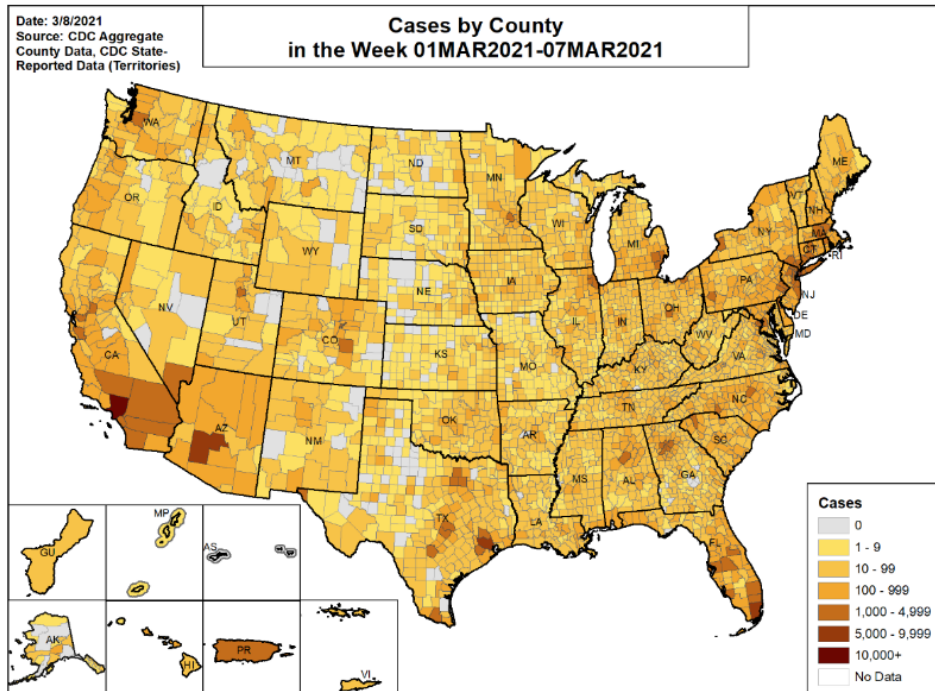 Date: 3/8/2021
Source: CDC Aggregate
County Data, CDC State-
Reported Data (Territories)
Cases by County
in the Week 01MAR2021-07MAR2021
WA
MT
ND
MN
ME
OR
ID
SD
WI
MI
VT
NH
NY
MA
CT
RI
WY
IA
PA
NE
NJ
NV
UT
CO
IL
IN
OH
DE
MD
WV
VA
CA
KS
MO
KY
NC
TN
AZ
NM
OK
AR
SC
MS
AL
GA
TX
LA
FL
GU
MP
AS
AK
HI
PR
VI
Cases
0
1 - 9
10 - 99
100 - 999
1,000 - 4,999
5,000 - 9,999
10,000+
No Data